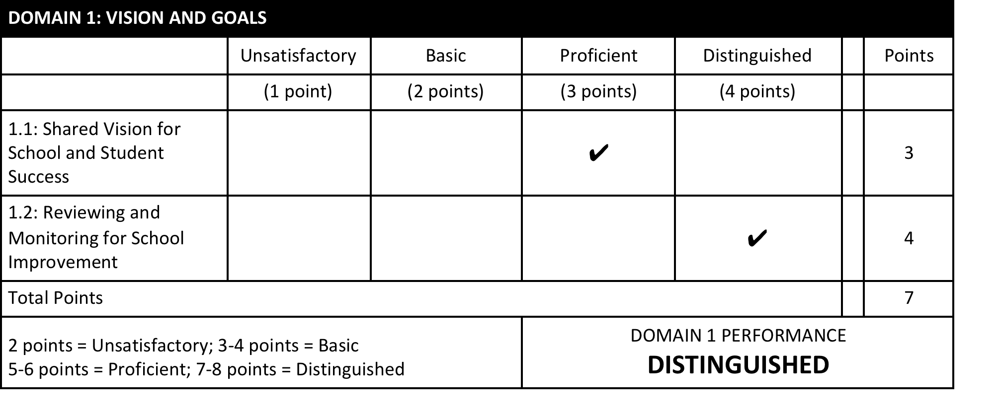 DOMAIN 1: VISION AND GOALS
Unsatisfactory Basic Proficient Distinguished Points
(1 point) (2 points) (3 points) (4 points)
1.1: Shared Vision for
School and Student
Success
✔ 3
1.2: Reviewing and
Monitoring for School
Improvement
✔ 4
Total Points 7
2 points = Unsatisfactory; 3-4 points = Basic
5-6 points = Proficient; 7-8 points = Distinguished
DOMAIN 1 PERFORMANCE
DISTINGUISHED